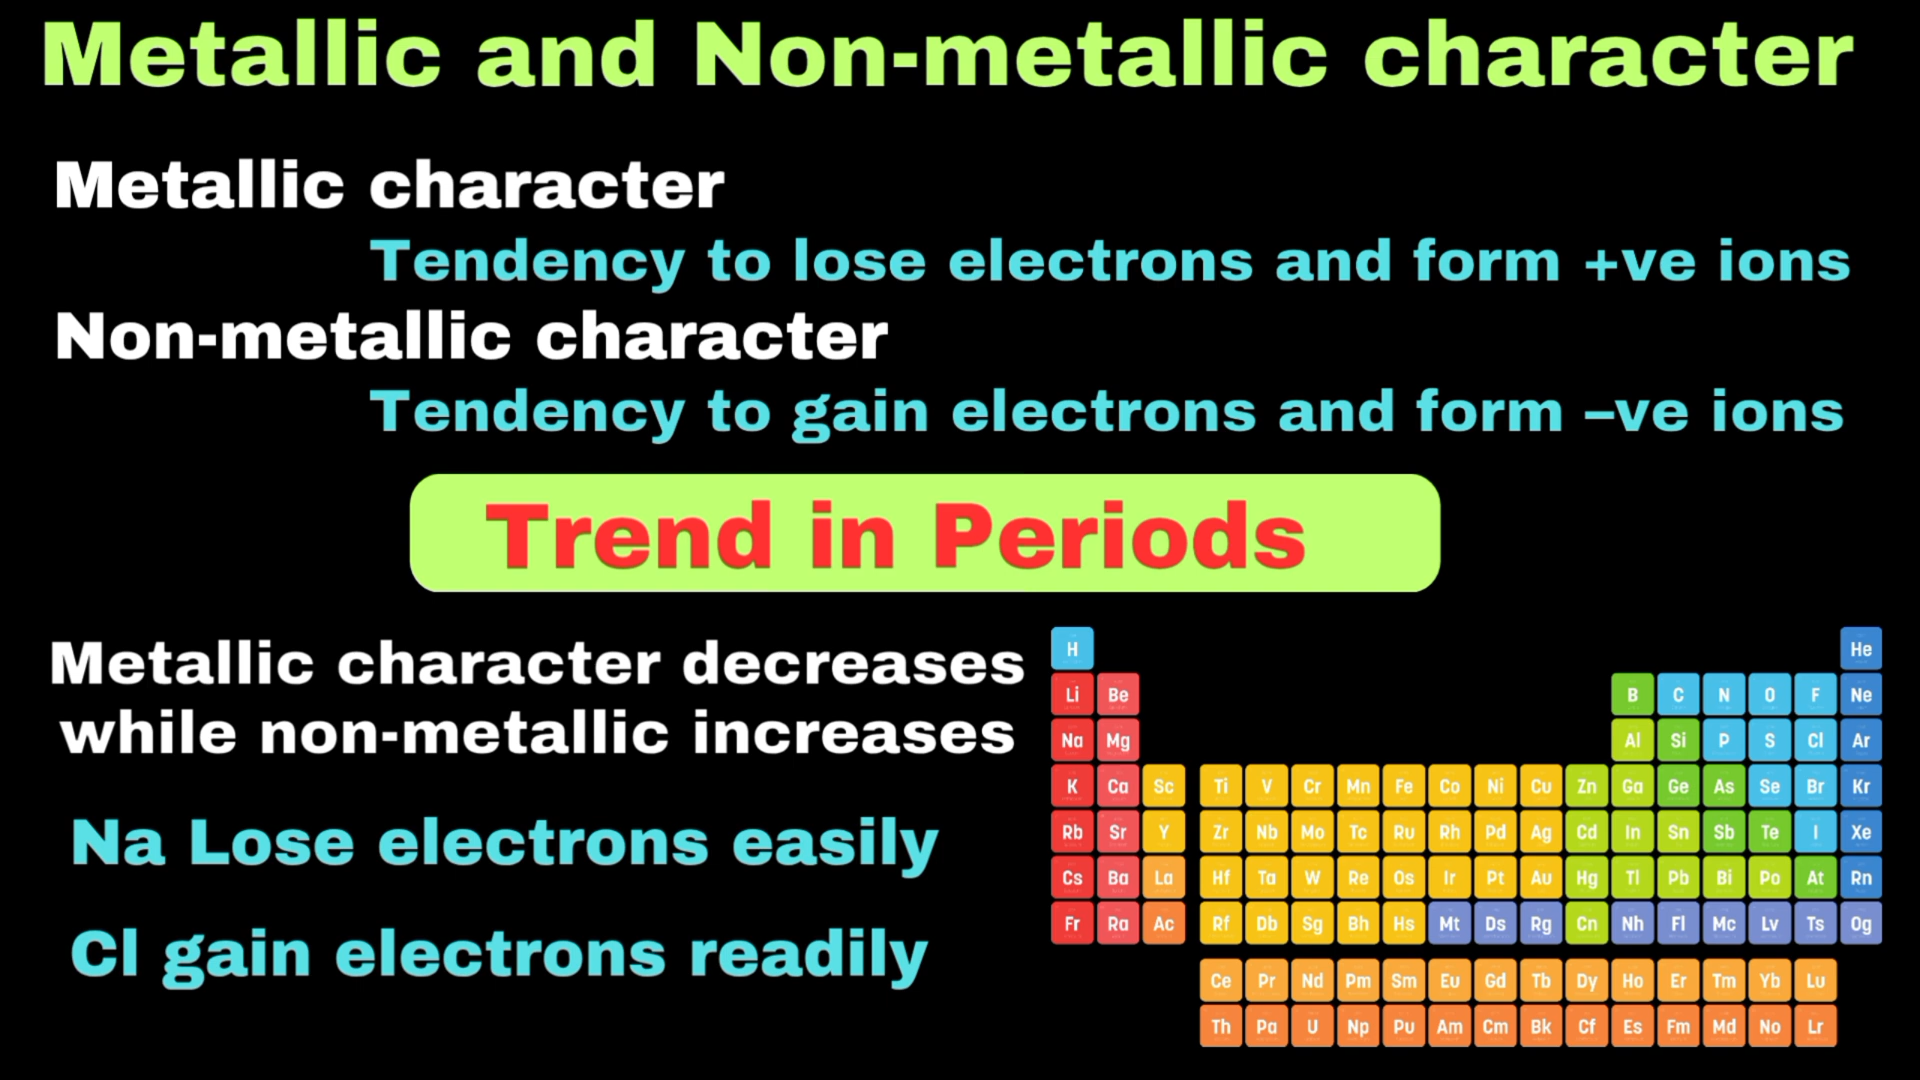 Metallic and Non-metallic character
Metallic character
Tendency to lose electrons and form +ve ions
Non-metallic character
Tendency to gain electrons and form –ve ions
Trend in Periods
Metallic character decreases
while non-metallic increases
Na Lose electrons easily
Cl gain electrons readily
H He
Li Be B C N O F Ne
Na Mg Al Si P S Cl Ar
K Ca Sc Ti V Cr Mn Fe Co Ni Cu Zn Ga Ge As Se Br Kr
Rb Sr Y Zr Nb Mo Tc Ru Rh Pd Ag Cd In Sn Sb Te I Xe
Cs Ba La Hf Ta W Re Os Ir Pt Au Hg Tl Pb Bi Po At Rn
Fr Ra Ac Rf Db Sg Bh Hs Mt Ds Rg Cn Nh Fl Mc Lv Ts Og
Ce Pr Nd Pm Sm Eu Gd Tb Dy Ho Er Tm Yb Lu
Th Pa U Np Pu Am Cm Bk Cf Es Fm Md No Lr